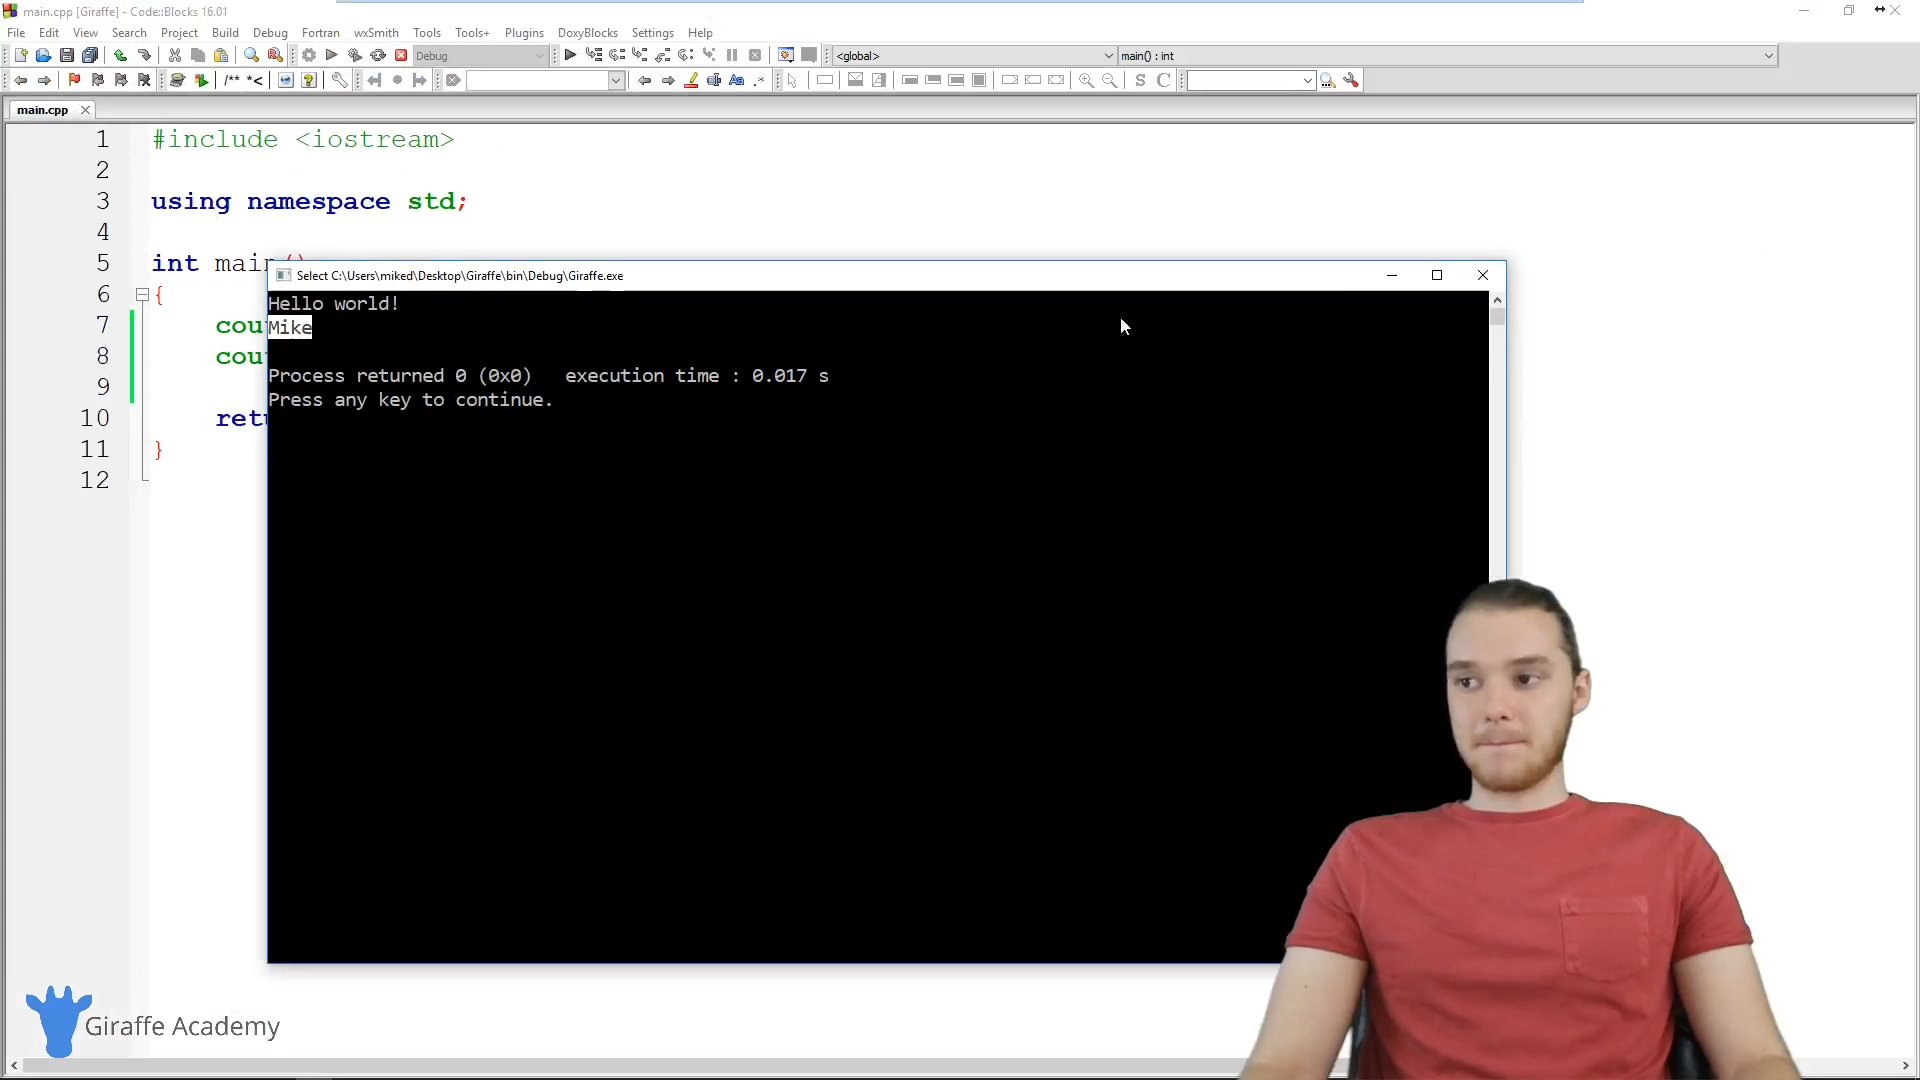 main.cpp [Giraffe] - Code::Blocks 16.01
File Edit View Search Project Build Debug Fortran wxSmith Tools Tools+ Plugins DoxyBlocks Settings Help
Debug <global> main() : int
/** *< Aa .* S C
main.cpp
1 #include <iostream>
2
3 using namespace std;
4
5 int main()
Select C:\Users\miked\Desktop\Giraffe\bin\Debug\Giraffe.exe
6 {
Hello world!
7 cou
Mike
8 cou
9
Process returned 0 (0x0) execution time : 0.017 s
Press any key to continue.
10 retu
11 }
12
Giraffe Academy